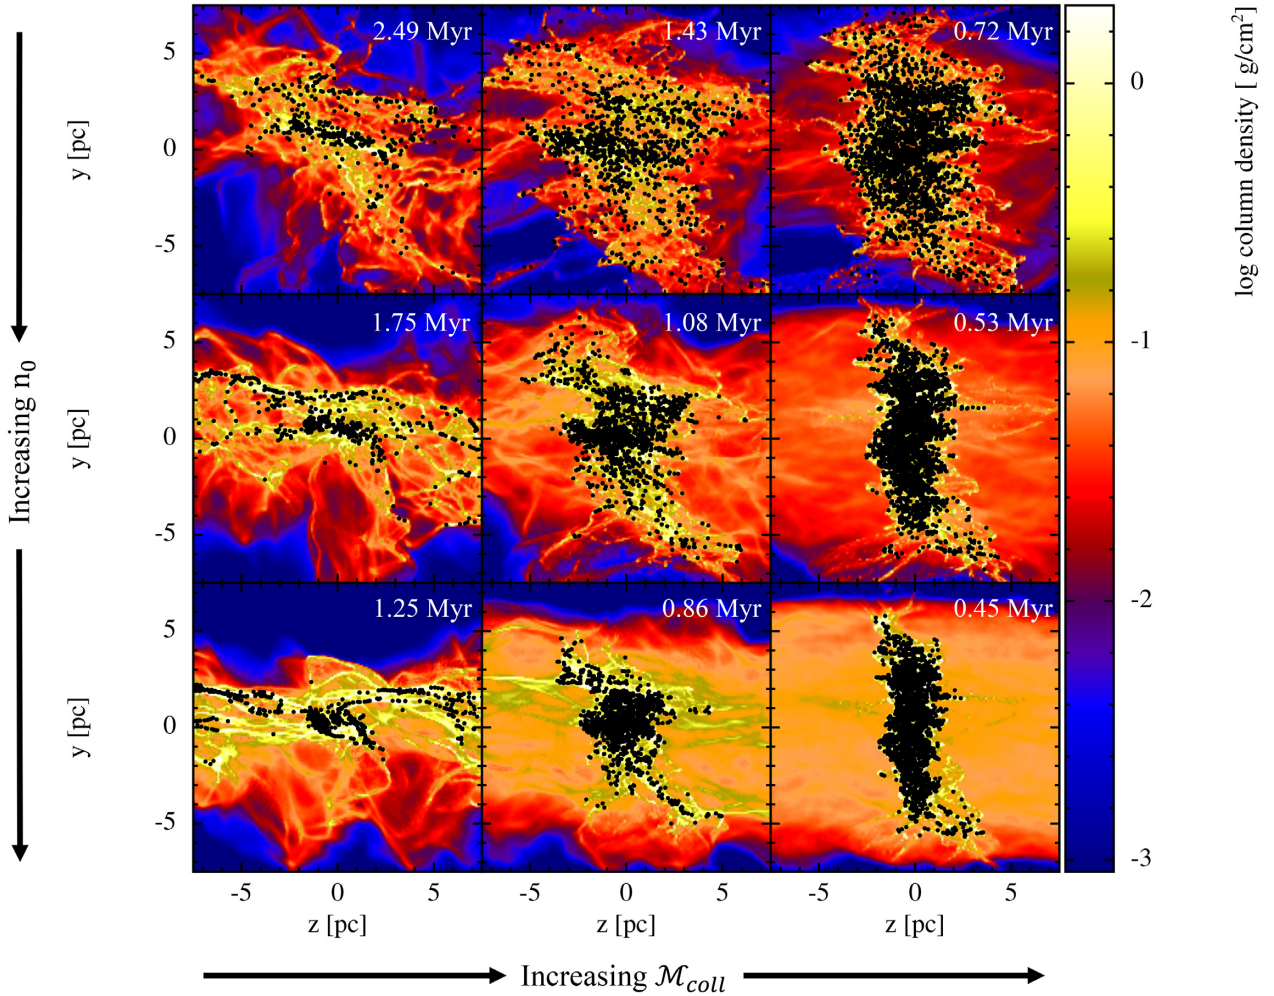 2.49 Myr
1.43 Myr
0.72 Myr
5
0
-5
y [pc]
1.75 Myr
1.08 Myr
0.53 Myr
5
0
-5
y [pc]
1.25 Myr
0.86 Myr
0.45 Myr
5
0
-5
y [pc]
-5 0 5
-5 0 5
-5 0 5
z [pc]
z [pc]
z [pc]
Increasing n₀
Increasing ℳ_coll
0
-1
-2
-3
log column density [ g/cm²]